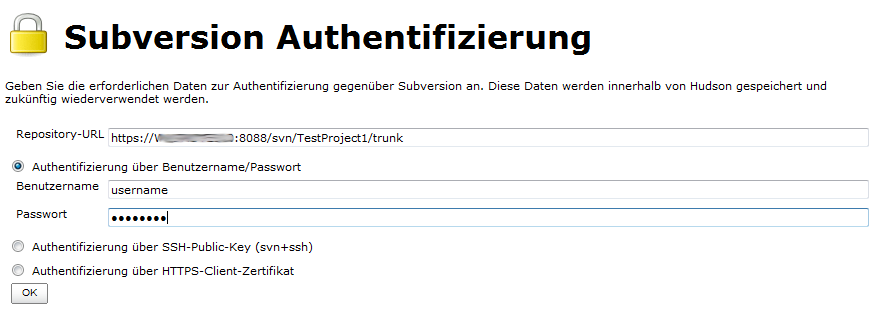 Subversion Authentifizierung
Geben Sie die erforderlichen Daten zur Authentifizierung gegenüber Subversion an. Diese Daten werden innerhalb von Hudson gespeichert und
zukünftig wiederverwendet werden.
Repository-URL https:// :8088/svn/TestProject1/trunk
Authentifizierung über Benutzername/Passwort
Benutzername username
Passwort ••••••••
Authentifizierung über SSH-Public-Key (svn+ssh)
Authentifizierung über HTTPS-Client-Zertifikat
OK